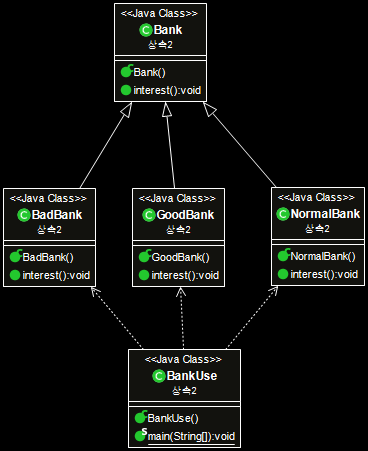 <<Java Class>>
Bank
상속2
Bank()
interest():void
<<Java Class>>
BadBank
상속2
BadBank()
interest():void
<<Java Class>>
GoodBank
상속2
GoodBank()
interest():void
<<Java Class>>
NormalBank
상속2
NormalBank()
interest():void
<<Java Class>>
BankUse
상속2
BankUse()
main(String[]):void